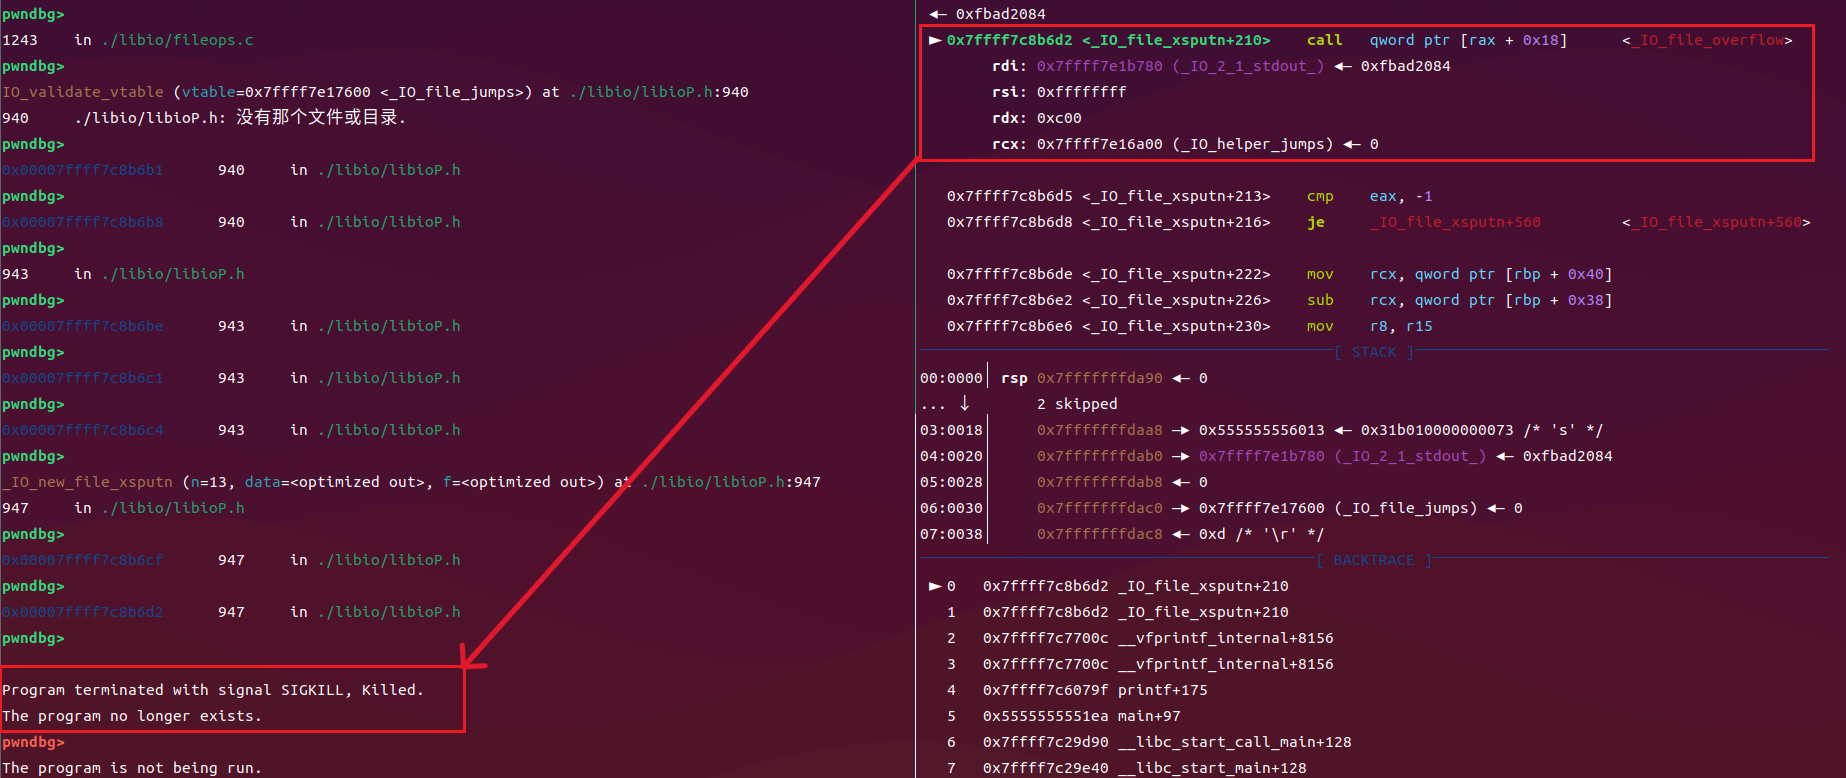 pwndbg>
1243    in ./libio/fileops.c
pwndbg>
IO_validate_vtable (vtable=0x7ffff7e17600 <_IO_file_jumps>) at ./libio/libioP.h:940
940     ./libio/libioP.h: 没有那个文件或目录.
pwndbg>
0x00007ffff7c8b6b1      940     in ./libio/libioP.h
pwndbg>
0x00007ffff7c8b6b8      940     in ./libio/libioP.h
pwndbg>
943     in ./libio/libioP.h
pwndbg>
0x00007ffff7c8b6be      943     in ./libio/libioP.h
pwndbg>
0x00007ffff7c8b6c1      943     in ./libio/libioP.h
pwndbg>
0x00007ffff7c8b6c4      943     in ./libio/libioP.h
pwndbg>
_IO_new_file_xsputn (n=13, data=<optimized out>, f=<optimized out>) at ./libio/libioP.h:947
947     in ./libio/libioP.h
pwndbg>
0x00007ffff7c8b6cf      947     in ./libio/libioP.h
pwndbg>
0x00007ffff7c8b6d2      947     in ./libio/libioP.h
pwndbg>
Program terminated with signal SIGKILL, Killed.
The program no longer exists.
pwndbg>
The program is not being run.
◂— 0xfbad2084
► 0x7ffff7c8b6d2 <_IO_file_xsputn+210>    call   qword ptr [rax + 0x18]      <_IO_file_overflow>
rdi: 0x7ffff7e1b780 (_IO_2_1_stdout_) ◂— 0xfbad2084
rsi: 0xffffffff
rdx: 0xc00
rcx: 0x7ffff7e16a00 (_IO_helper_jumps) ◂— 0
0x7ffff7c8b6d5 <_IO_file_xsputn+213>    cmp    eax, -1
0x7ffff7c8b6d8 <_IO_file_xsputn+216>    je     _IO_file_xsputn+560         <_IO_file_xsputn+560>
0x7ffff7c8b6de <_IO_file_xsputn+222>    mov    rcx, qword ptr [rbp + 0x40]
0x7ffff7c8b6e2 <_IO_file_xsputn+226>    sub    rcx, qword ptr [rbp + 0x38]
0x7ffff7c8b6e6 <_IO_file_xsputn+230>    mov    r8, r15
[ STACK ]
00:0000│ rsp 0x7fffffffda90 ◂— 0
... ↓      2 skipped
03:0018│     0x7fffffffdaa8 —▸ 0x555555556013 ◂— 0x31b010000000073 /* 's' */
04:0020│     0x7fffffffdab0 —▸ 0x7ffff7e1b780 (_IO_2_1_stdout_) ◂— 0xfbad2084
05:0028│     0x7fffffffdab8 ◂— 0
06:0030│     0x7fffffffdac0 —▸ 0x7ffff7e17600 (_IO_file_jumps) ◂— 0
07:0038│     0x7fffffffdac8 ◂— 0xd /* '\r' */
[ BACKTRACE ]
► 0   0x7ffff7c8b6d2 _IO_file_xsputn+210
1   0x7ffff7c8b6d2 _IO_file_xsputn+210
2   0x7ffff7c7700c __vfprintf_internal+8156
3   0x7ffff7c7700c __vfprintf_internal+8156
4   0x7ffff7c6079f printf+175
5   0x5555555551ea main+97
6   0x7ffff7c29d90 __libc_start_call_main+128
7   0x7ffff7c29e40 __libc_start_main+128